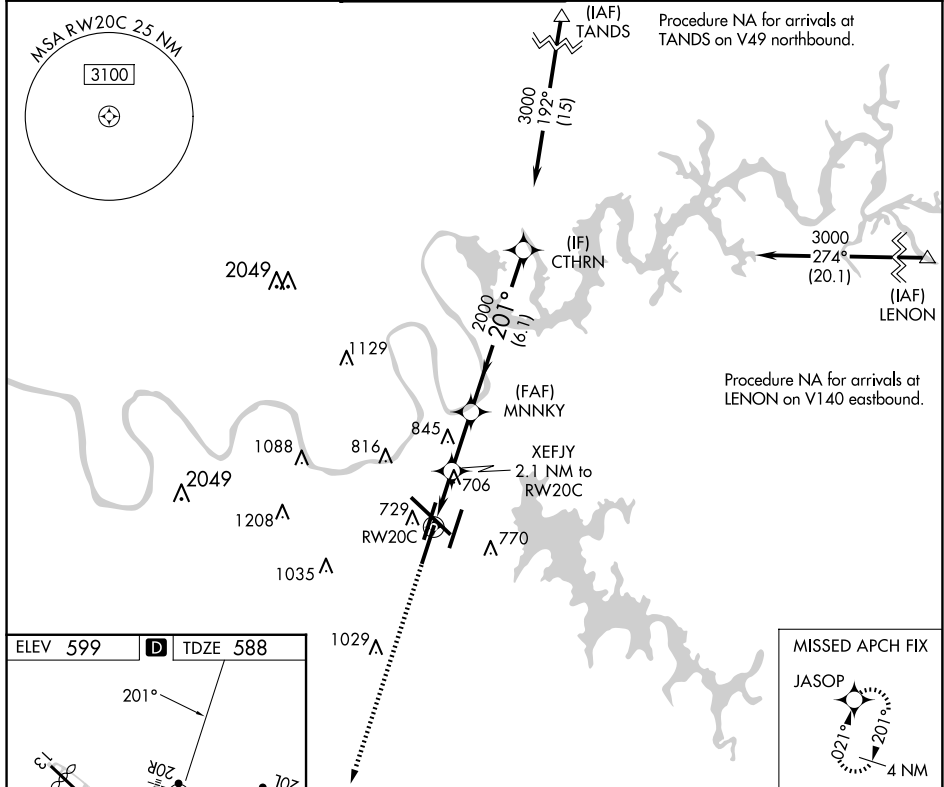 MSA RW20C 25 NM
3100
(IAF)
TANDS
Procedure NA for arrivals at
TANDS on V49 northbound.
3000
192°
(15)
(IF)
CTHRN
3000
274°
(20.1)
(IAF)
LENON
2049
2000
201°
(6.1)
1129
Procedure NA for arrivals at
LENON on V140 eastbound.
(FAF)
MNNKY
845
1088
816
XEFJY
2.1 NM to
RW20C
706
2049
1208
729
RW20C
770
1035
1029
ELEV 599
D
TDZE 588
201°
13
20R
20L
MISSED APCH FIX
JASOP
021°
201°
4 NM